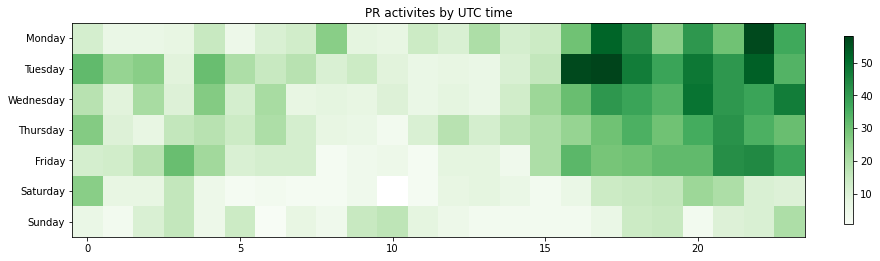 PR activites by UTC time
Monday
Tuesday
Wednesday
Thursday
Friday
Saturday
Sunday
0 5 10 15 20
50
40
30
20
10